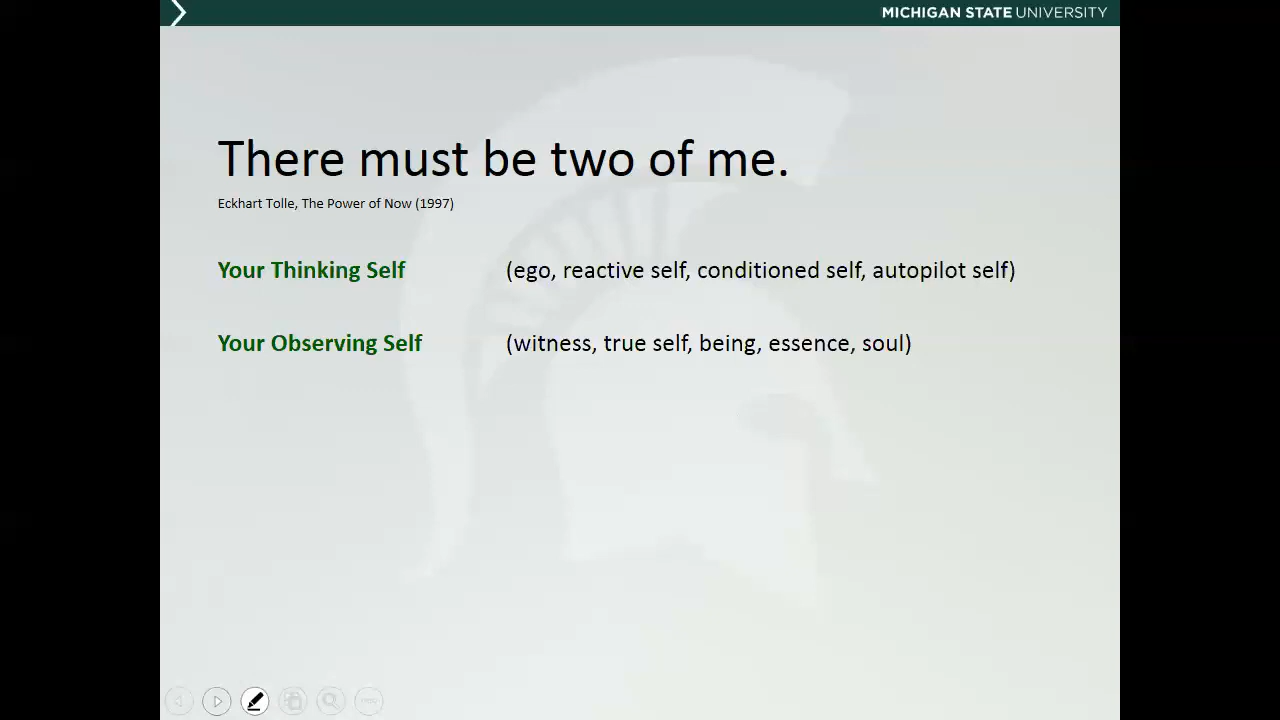 MICHIGAN STATE UNIVERSITY
There must be two of me.
Eckhart Tolle, The Power of Now (1997)
Your Thinking Self (ego, reactive self, conditioned self, autopilot self)
Your Observing Self (witness, true self, being, essence, soul)